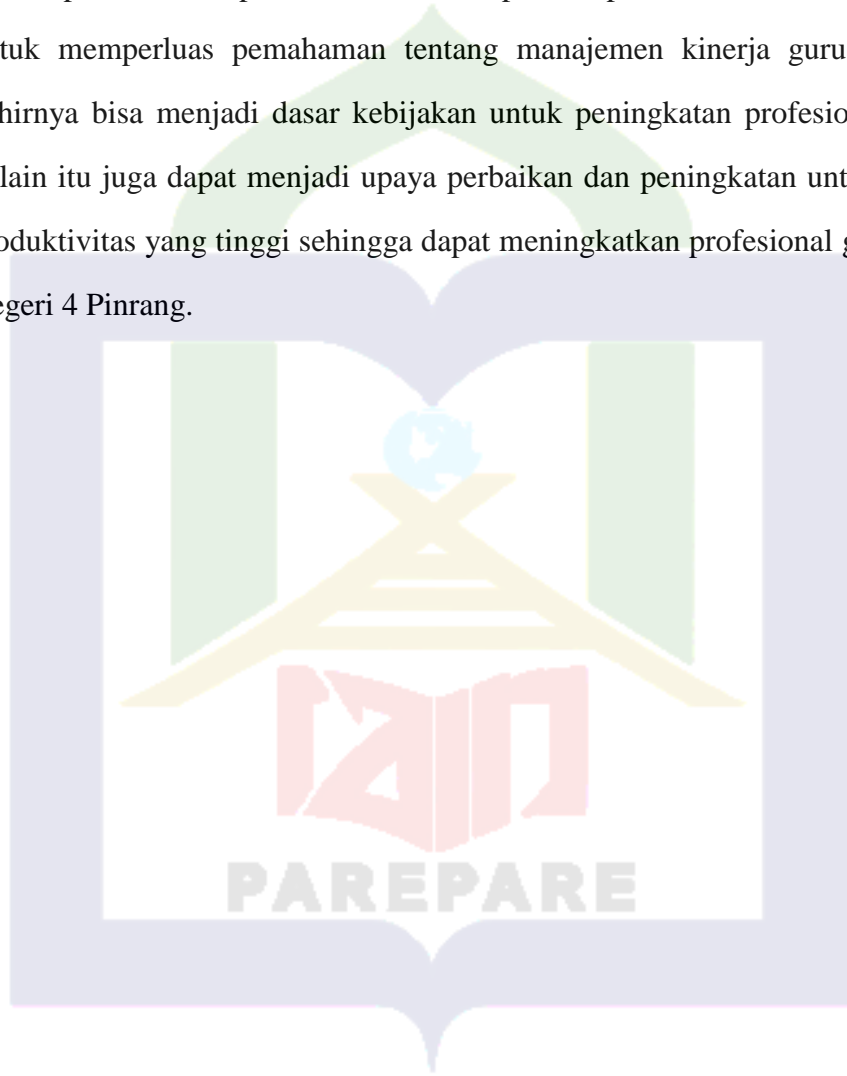 tuk memperluas pemahaman tentang manajemen kinerja guru
hirnya bisa menjadi dasar kebijakan untuk peningkatan profesio
lain itu juga dapat menjadi upaya perbaikan dan peningkatan unt
oduktivitas yang tinggi sehingga dapat meningkatkan profesional g
egeri 4 Pinrang.
iain
PAREPARE